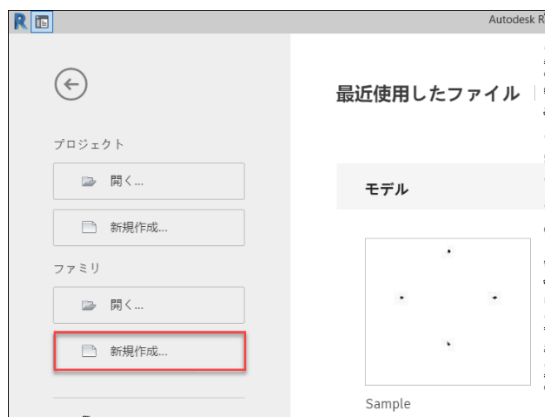 Autodesk R
最近使用したファイル
プロジェクト
開く...
新規作成...
ファミリ
開く...
新規作成...
モデル
Sample